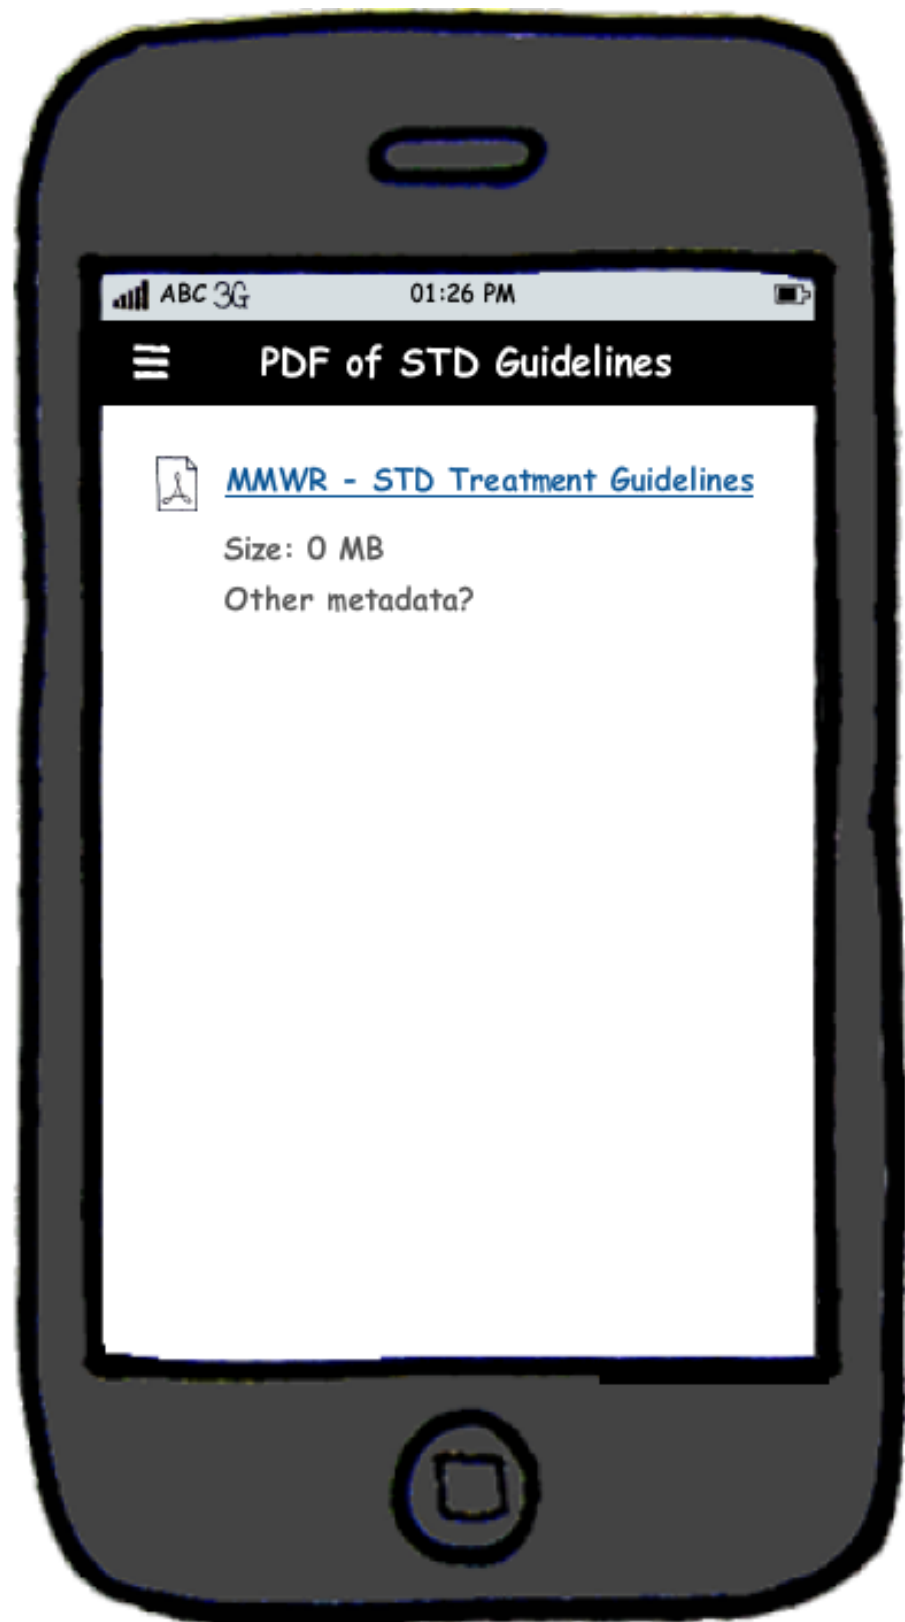 ABC 3G 01:26 PM
PDF of STD Guidelines
MMWR - STD Treatment Guidelines
Size: 0 MB
Other metadata?